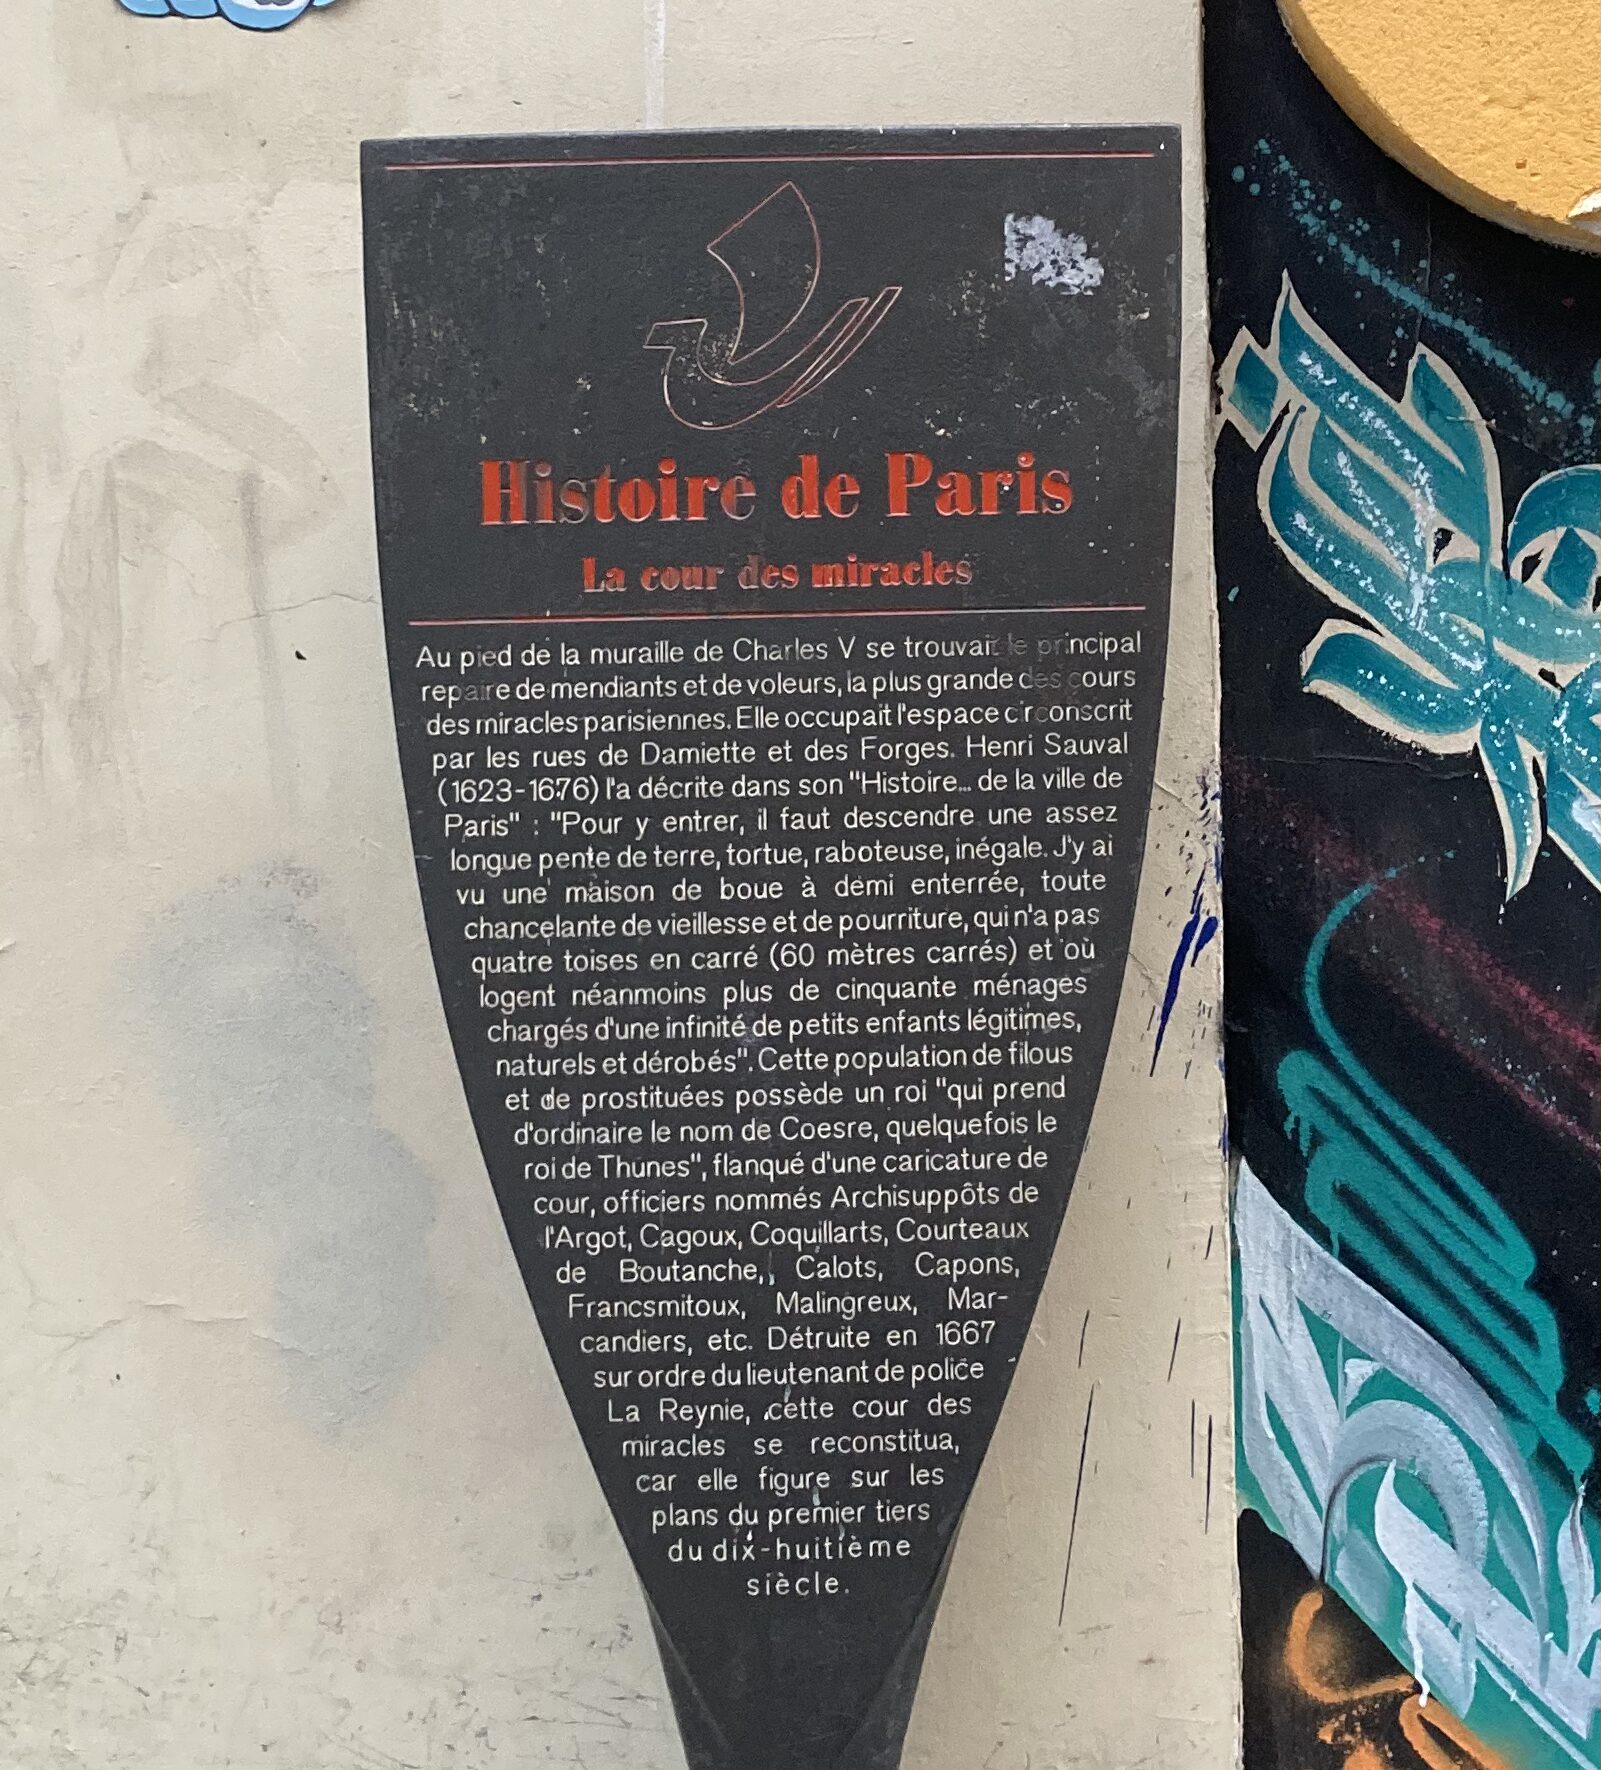 Histoire de Paris
La cour des miracles
Au pied de la muraille de Charles V se trouvait le principal
repaire de mendiants et de voleurs, la plus grande des cours
des miracles parisiennes. Elle occupait l'espace circonscrit
par les rues de Damiette et des Forges. Henri Sauval
(1623-1676) l'a décrite dans son "Histoire... de la ville de
Paris" : "Pour y entrer, il faut descendre une assez
longue pente de terre, tortue, raboteuse, inégale. J'y ai
vu une maison de boue à demi enterrée, toute
chancelante de vieillesse et de pourriture, qui n'a pas
quatre toises en carré (60 mètres carrés) et où
logent néanmoins plus de cinquante ménages
chargés d'une infinité de petits enfants légitimes,
naturels et dérobés". Cette population de filous
et de prostituées possède un roi "qui prend
d'ordinaire le nom de Coesre, quelquefois le
roi de Thunes", flanqué d'une caricature de
cour, officiers nommés Archisuppôts de
l'Argot, Cagoux, Coquillarts, Courteaux
de Boutanche, Calots, Capons,
Francsmitoux, Malingreux, Mar-
candiers, etc. Détruite en 1667
sur ordre du lieutenant de police
La Reynie, cette cour des
miracles se reconstitua,
car elle figure sur les
plans du premier tiers
du dix-huitième
siècle.